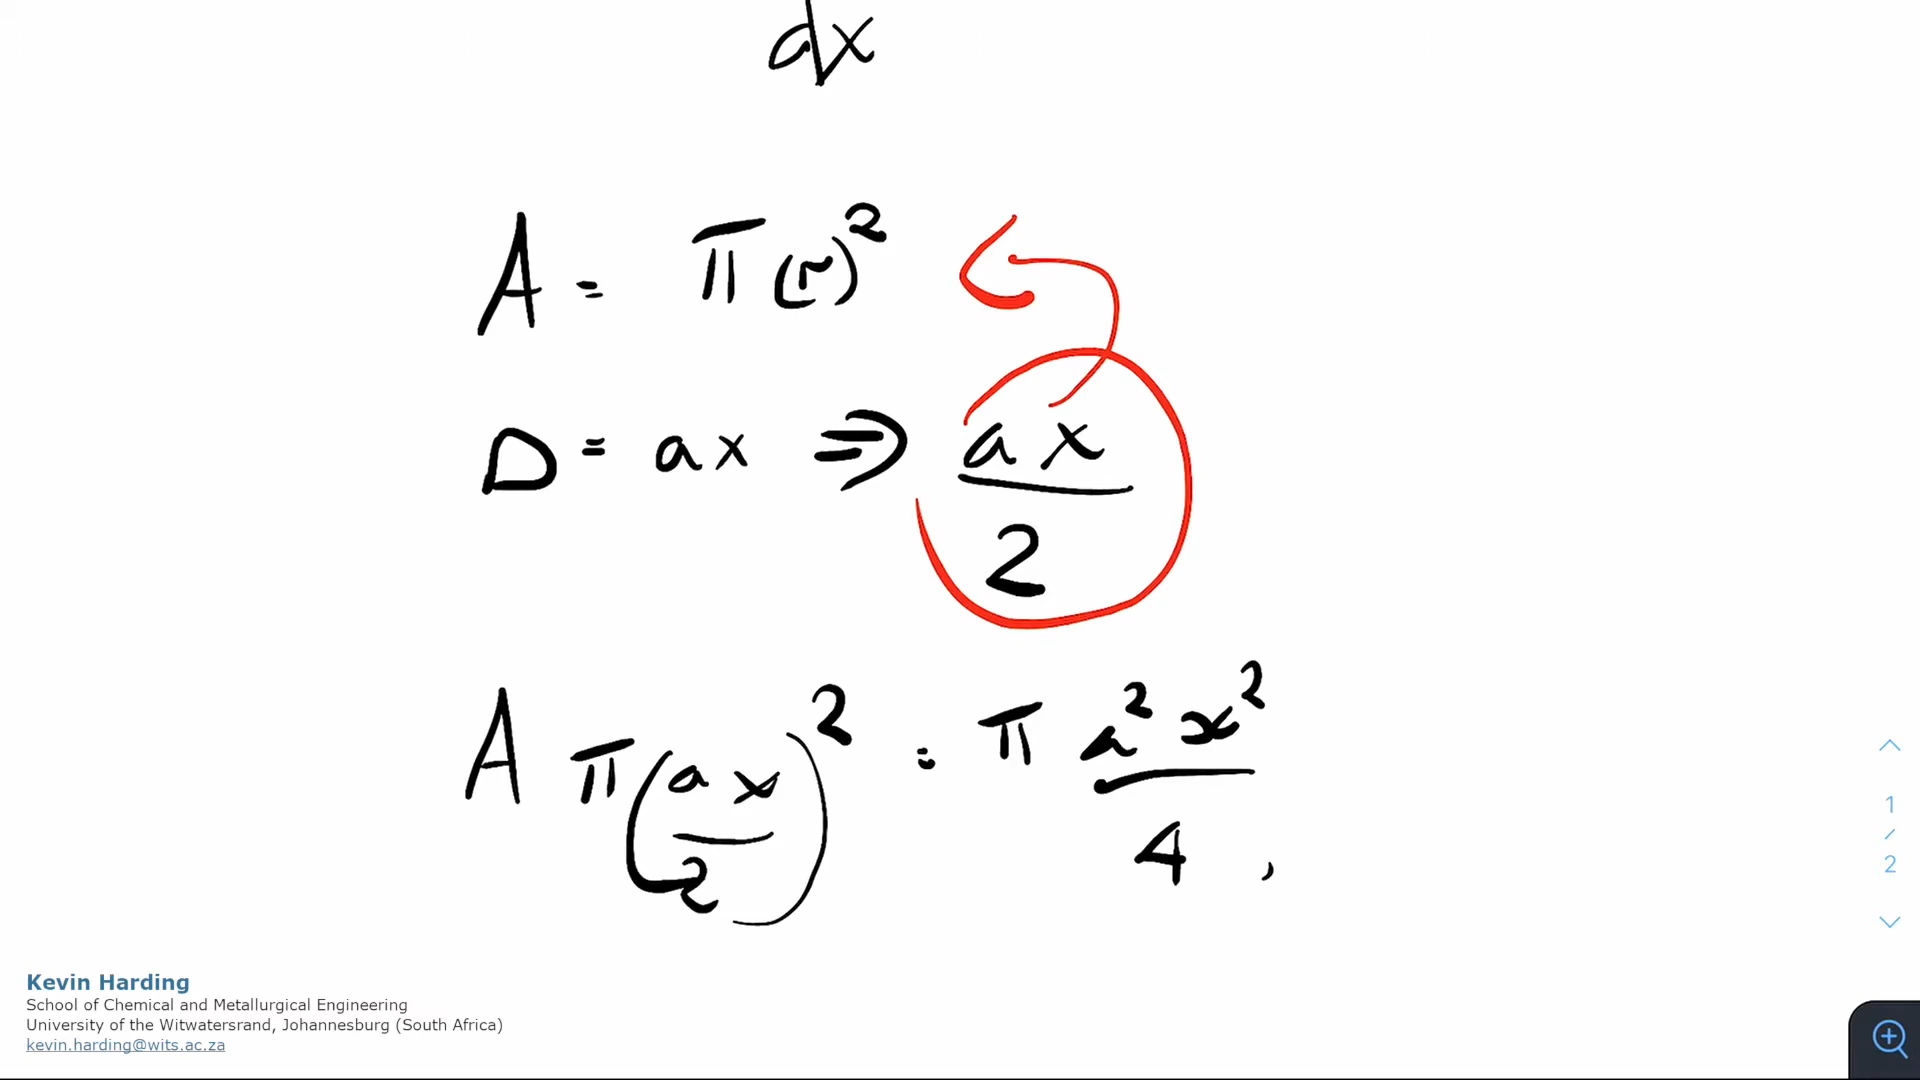 dx
A = π(r)²
D = ax ⇒ ax/2
A π(ax/2)² = π a²x²/4 ,
1
/
2
Kevin Harding
School of Chemical and Metallurgical Engineering
University of the Witwatersrand, Johannesburg (South Africa)
kevin.harding@wits.ac.za